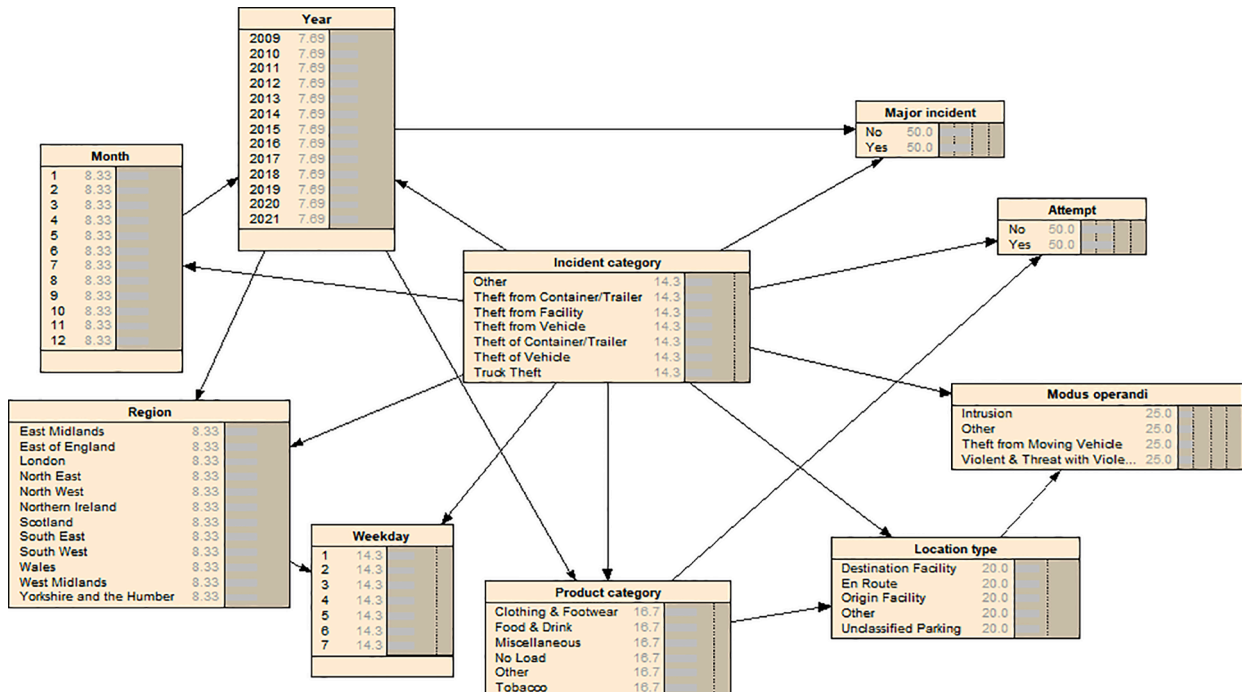 Year
2009 7.69
2010 7.69
2011 7.69
2012 7.69
2013 7.69
2014 7.69
2015 7.69
2016 7.69
2017 7.69
2018 7.69
2019 7.69
2020 7.69
2021 7.69
Major incident
No 50.0
Yes 50.0
Month
1 8.33
2 8.33
3 8.33
4 8.33
5 8.33
6 8.33
7 8.33
8 8.33
9 8.33
10 8.33
11 8.33
12 8.33
Attempt
No 50.0
Yes 50.0
Incident category
Other 14.3
Theft from Container/Trailer 14.3
Theft from Facility 14.3
Theft from Vehicle 14.3
Theft of Container/Trailer 14.3
Theft of Vehicle 14.3
Truck Theft 14.3
Modus operandi
Intrusion 25.0
Other 25.0
Theft from Moving Vehicle 25.0
Violent & Threat with Viole... 25.0
Region
East Midlands 8.33
East of England 8.33
London 8.33
North East 8.33
North West 8.33
Northern Ireland 8.33
Scotland 8.33
South East 8.33
South West 8.33
Wales 8.33
West Midlands 8.33
Yorkshire and the Humber 8.33
Weekday
1 14.3
2 14.3
3 14.3
4 14.3
5 14.3
6 14.3
7 14.3
Location type
Destination Facility 20.0
En Route 20.0
Origin Facility 20.0
Other 20.0
Unclassified Parking 20.0
Product category
Clothing & Footwear 16.7
Food & Drink 16.7
Miscellaneous 16.7
No Load 16.7
Other 16.7
Tobacco 16.7